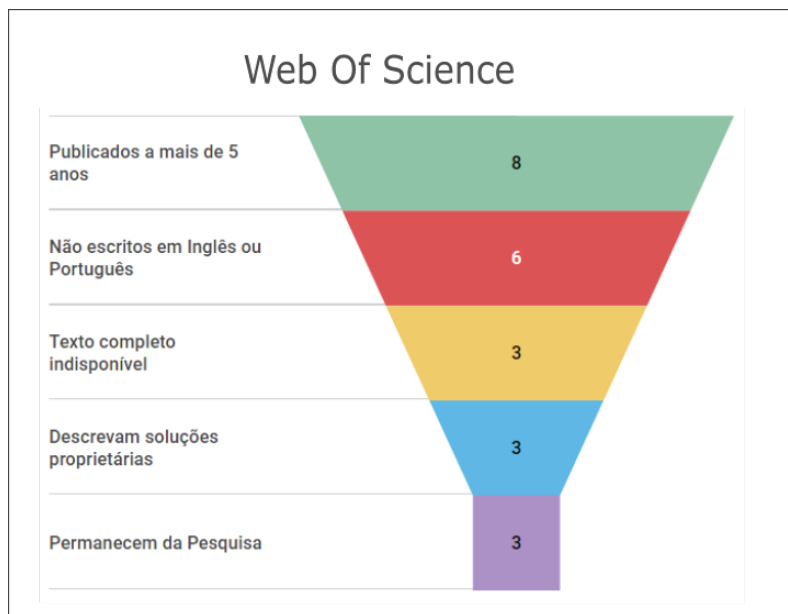 Web Of Science
Publicados a mais de 5
anos
8
Não escritos em Inglês ou
Português
6
Texto completo
indisponível
3
Descrevam soluções
proprietárias
3
Permanecem da Pesquisa
3